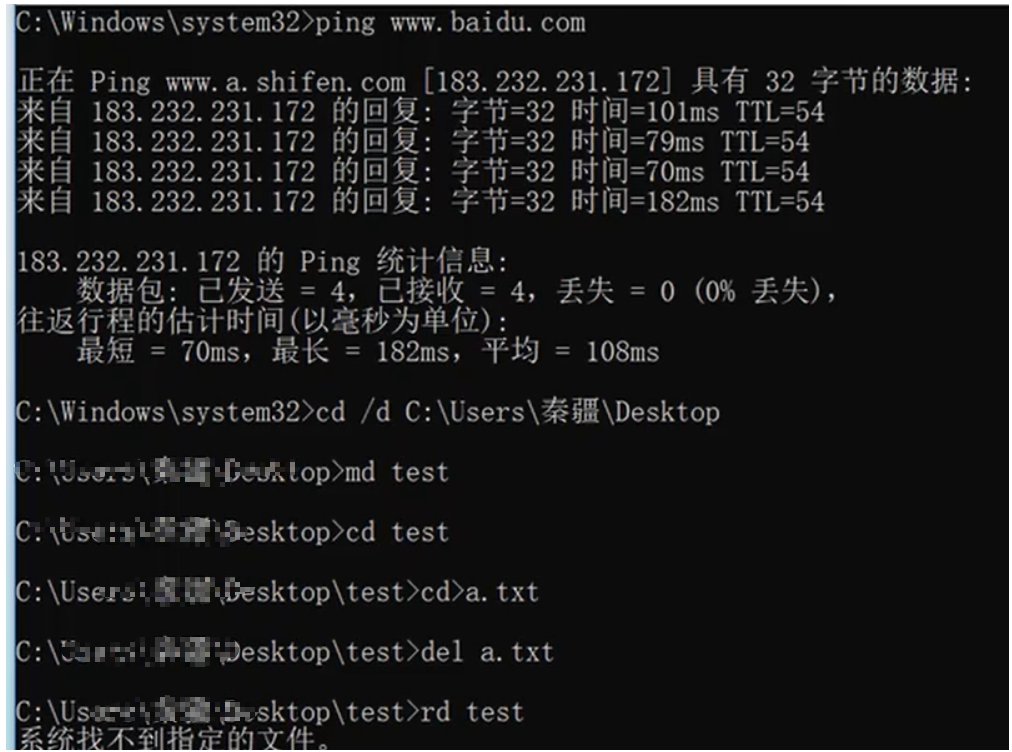 C:\Windows\system32>ping www.baidu.com
正在 Ping www.a.shifen.com [183.232.231.172] 具有 32 字节的数据:
来自 183.232.231.172 的回复: 字节=32 时间=101ms TTL=54
来自 183.232.231.172 的回复: 字节=32 时间=79ms TTL=54
来自 183.232.231.172 的回复: 字节=32 时间=70ms TTL=54
来自 183.232.231.172 的回复: 字节=32 时间=182ms TTL=54
183.232.231.172 的 Ping 统计信息:
数据包: 已发送 = 4, 已接收 = 4, 丢失 = 0 (0% 丢失),
往返行程的估计时间(以毫秒为单位):
最短 = 70ms, 最长 = 182ms, 平均 = 108ms
C:\Windows\system32>cd /d C:\Users\秦疆\Desktop
C:\Users\ \Desktop>md test
C:\Users\ \Desktop>cd test
C:\Users\ \Desktop\test>cd>a.txt
C:\Users\ \Desktop\test>del a.txt
C:\Users\ \Desktop\test>rd test
系统找不到指定的文件。